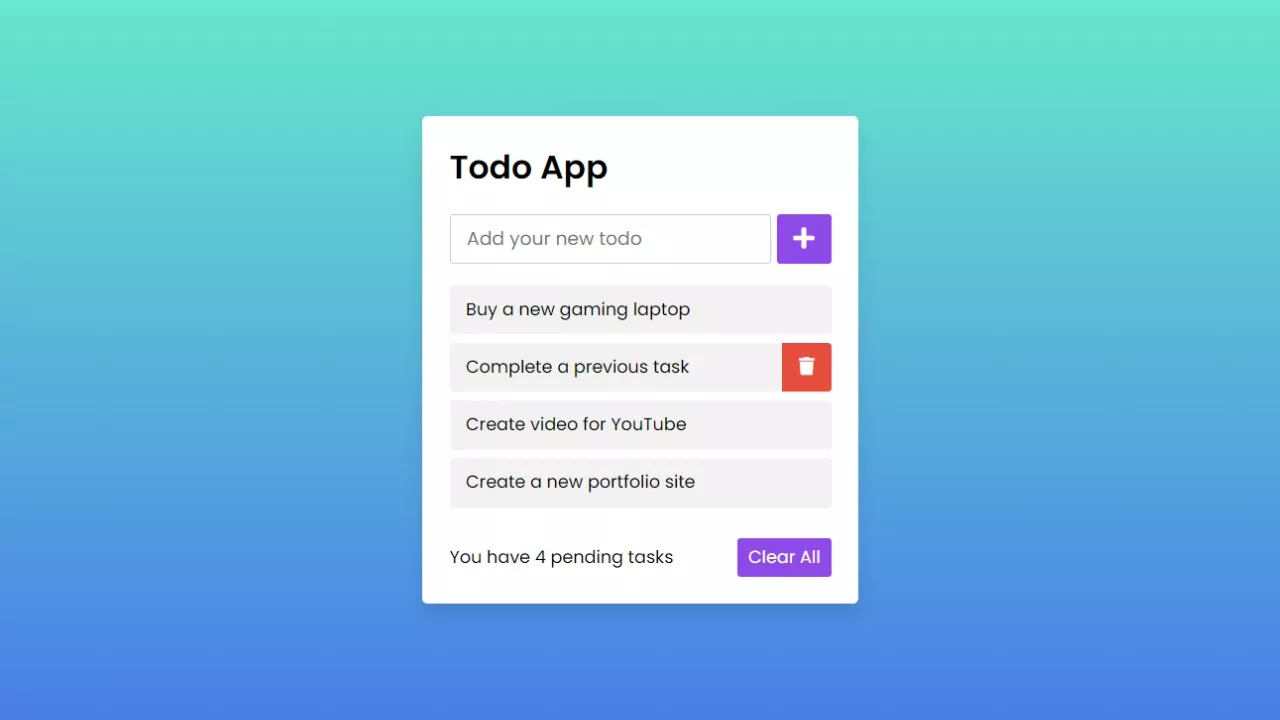 Todo App
Add your new todo
Buy a new gaming laptop
Complete a previous task
Create video for YouTube
Create a new portfolio site
You have 4 pending tasks
Clear All